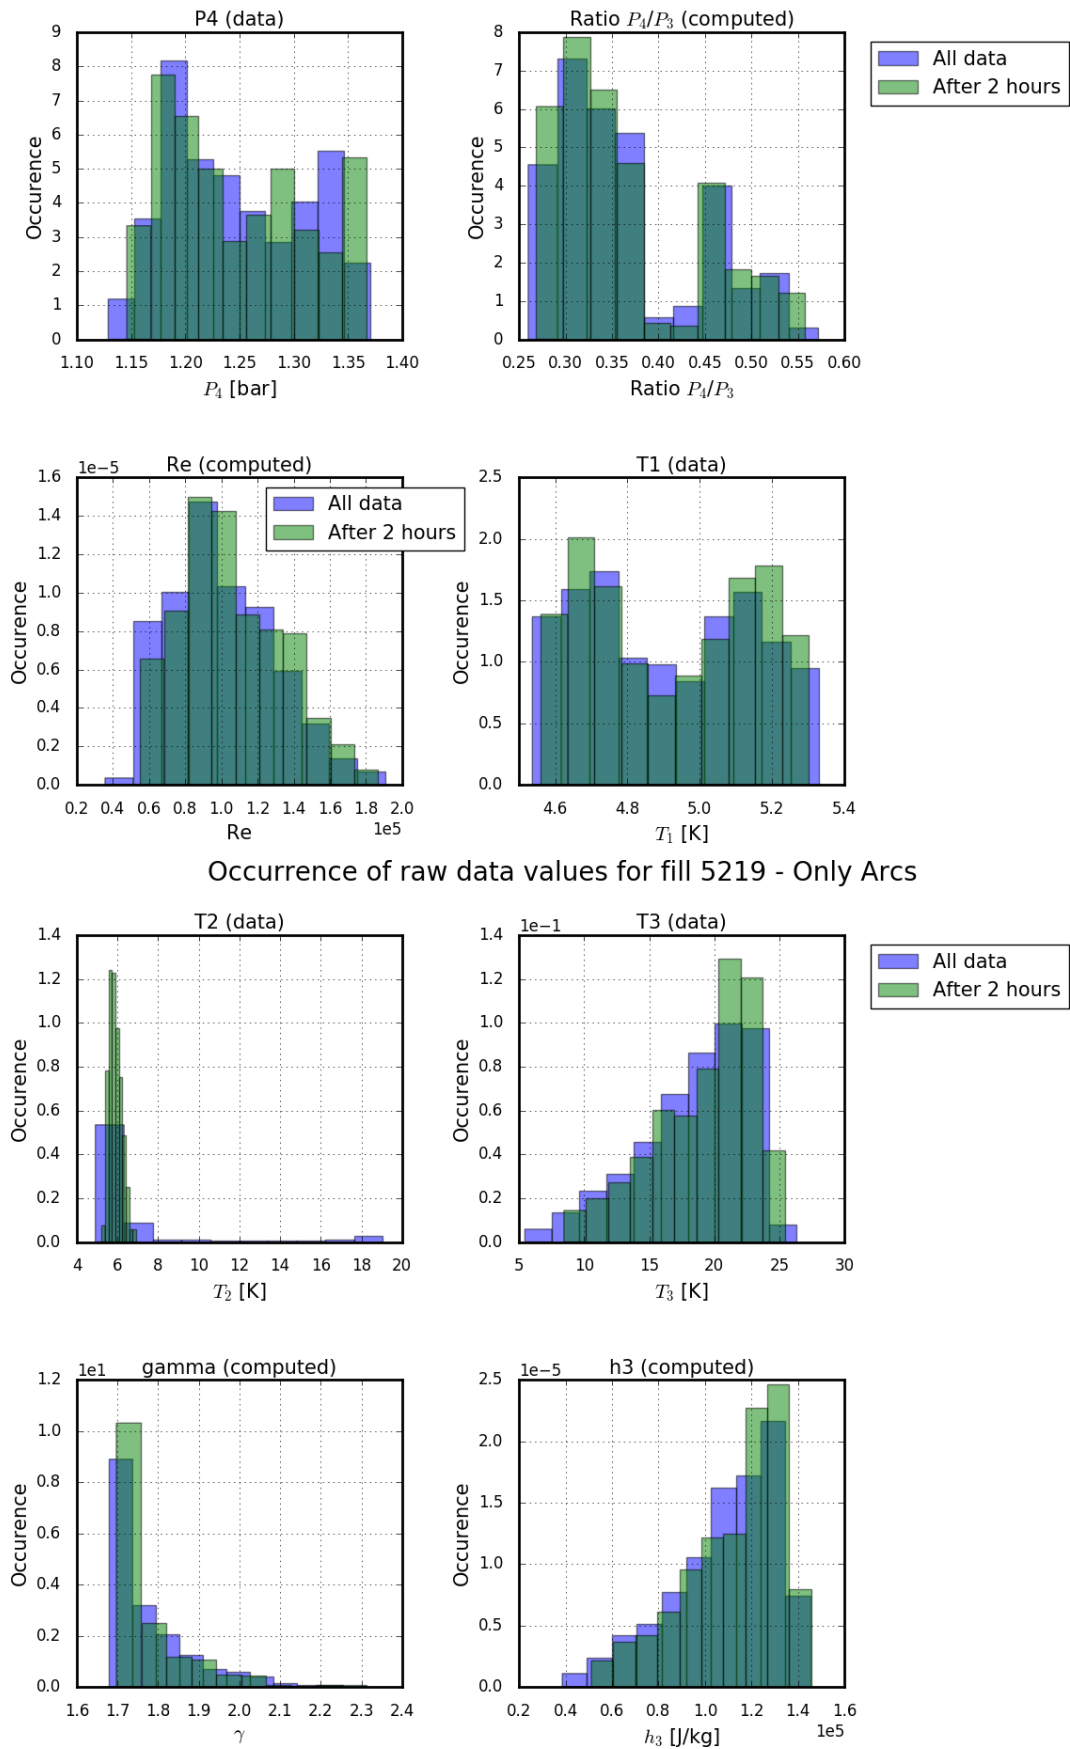 P4 (data)
9
8
7
6
5
4
3
2
1
0
Occurence
1.10 1.15 1.20 1.25 1.30 1.35 1.40
P₄ [bar]
Ratio P₄/P₃ (computed)
8
7
6
5
4
3
2
1
0
Occurence
0.25 0.30 0.35 0.40 0.45 0.50 0.55 0.60
Ratio P₄/P₃
All data
After 2 hours
Re (computed)
1e−5
1.6
1.4
1.2
1.0
0.8
0.6
0.4
0.2
0.0
Occurence
0.2 0.4 0.6 0.8 1.0 1.2 1.4 1.6 1.8 2.0
1e5
Re
All data
After 2 hours
T1 (data)
2.5
2.0
1.5
1.0
0.5
0.0
Occurence
4.6 4.8 5.0 5.2 5.4
T₁ [K]
Occurrence of raw data values for fill 5219 - Only Arcs
T2 (data)
1.4
1.2
1.0
0.8
0.6
0.4
0.2
0.0
Occurence
4 6 8 10 12 14 16 18 20
T₂ [K]
T3 (data)
1e−1
1.4
1.2
1.0
0.8
0.6
0.4
0.2
0.0
Occurence
5 10 15 20 25 30
T₃ [K]
All data
After 2 hours
gamma (computed)
1e1
1.2
1.0
0.8
0.6
0.4
0.2
0.0
Occurence
1.6 1.7 1.8 1.9 2.0 2.1 2.2 2.3 2.4
γ
h3 (computed)
1e−5
2.5
2.0
1.5
1.0
0.5
0.0
Occurence
0.2 0.4 0.6 0.8 1.0 1.2 1.4 1.6
1e5
h₃ [J/kg]